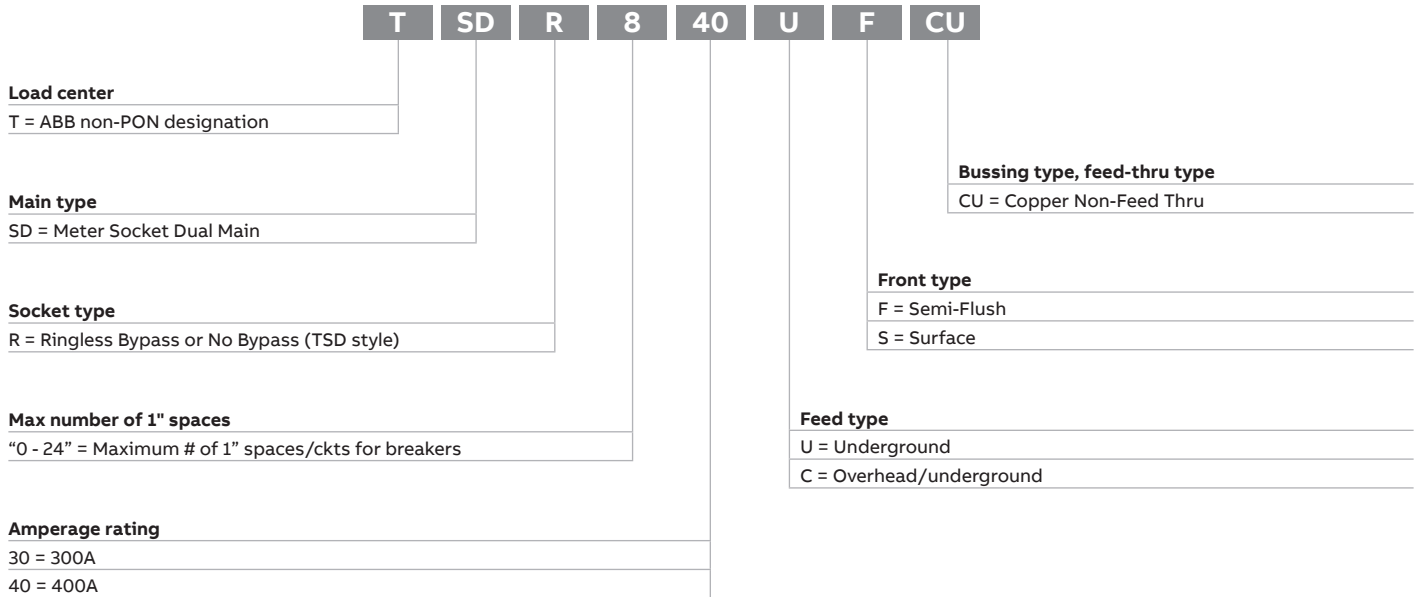 T SD R 8 40 U F CU
Load center
T = ABB non-PON designation
Main type
SD = Meter Socket Dual Main
Socket type
R = Ringless Bypass or No Bypass (TSD style)
Max number of 1" spaces
“0 - 24” = Maximum # of 1” spaces/ckts for breakers
Amperage rating
30 = 300A
40 = 400A
Bussing type, feed-thru type
CU = Copper Non-Feed Thru
Front type
F = Semi-Flush
S = Surface
Feed type
U = Underground
C = Overhead/underground